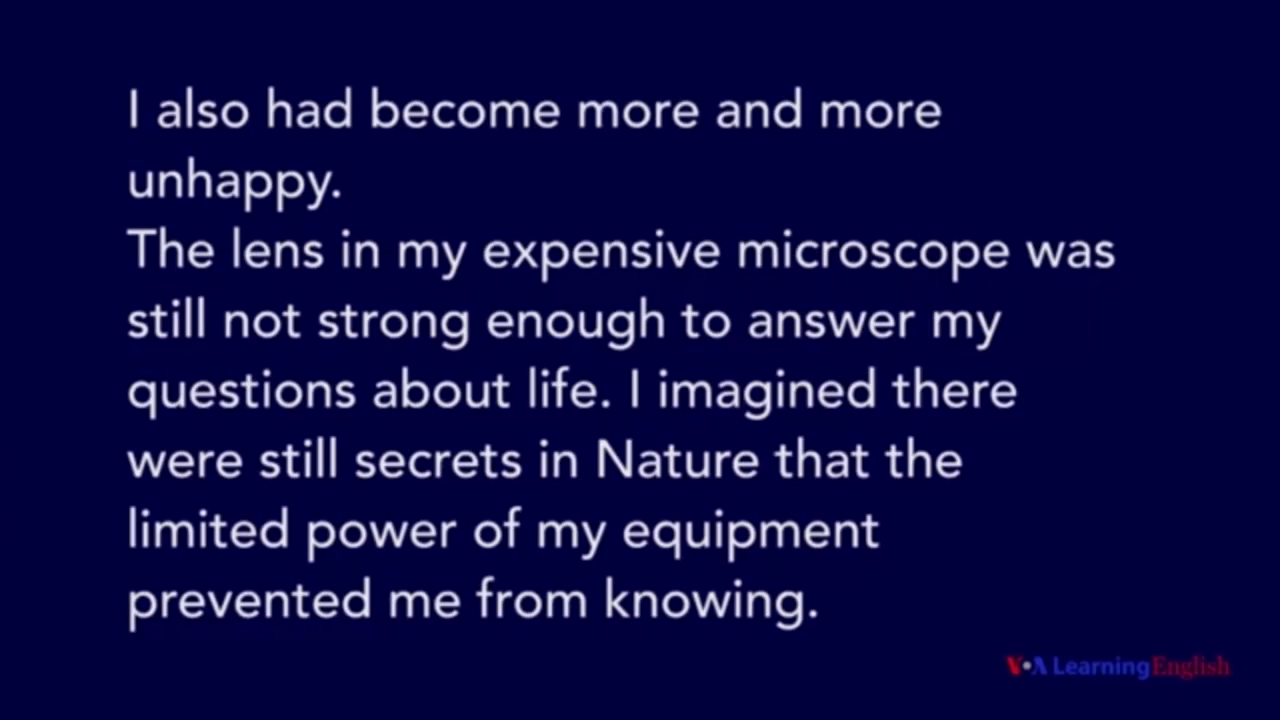 I also had become more and more
unhappy.
The lens in my expensive microscope was
still not strong enough to answer my
questions about life. I imagined there
were still secrets in Nature that the
limited power of my equipment
prevented me from knowing.
VOA Learning English